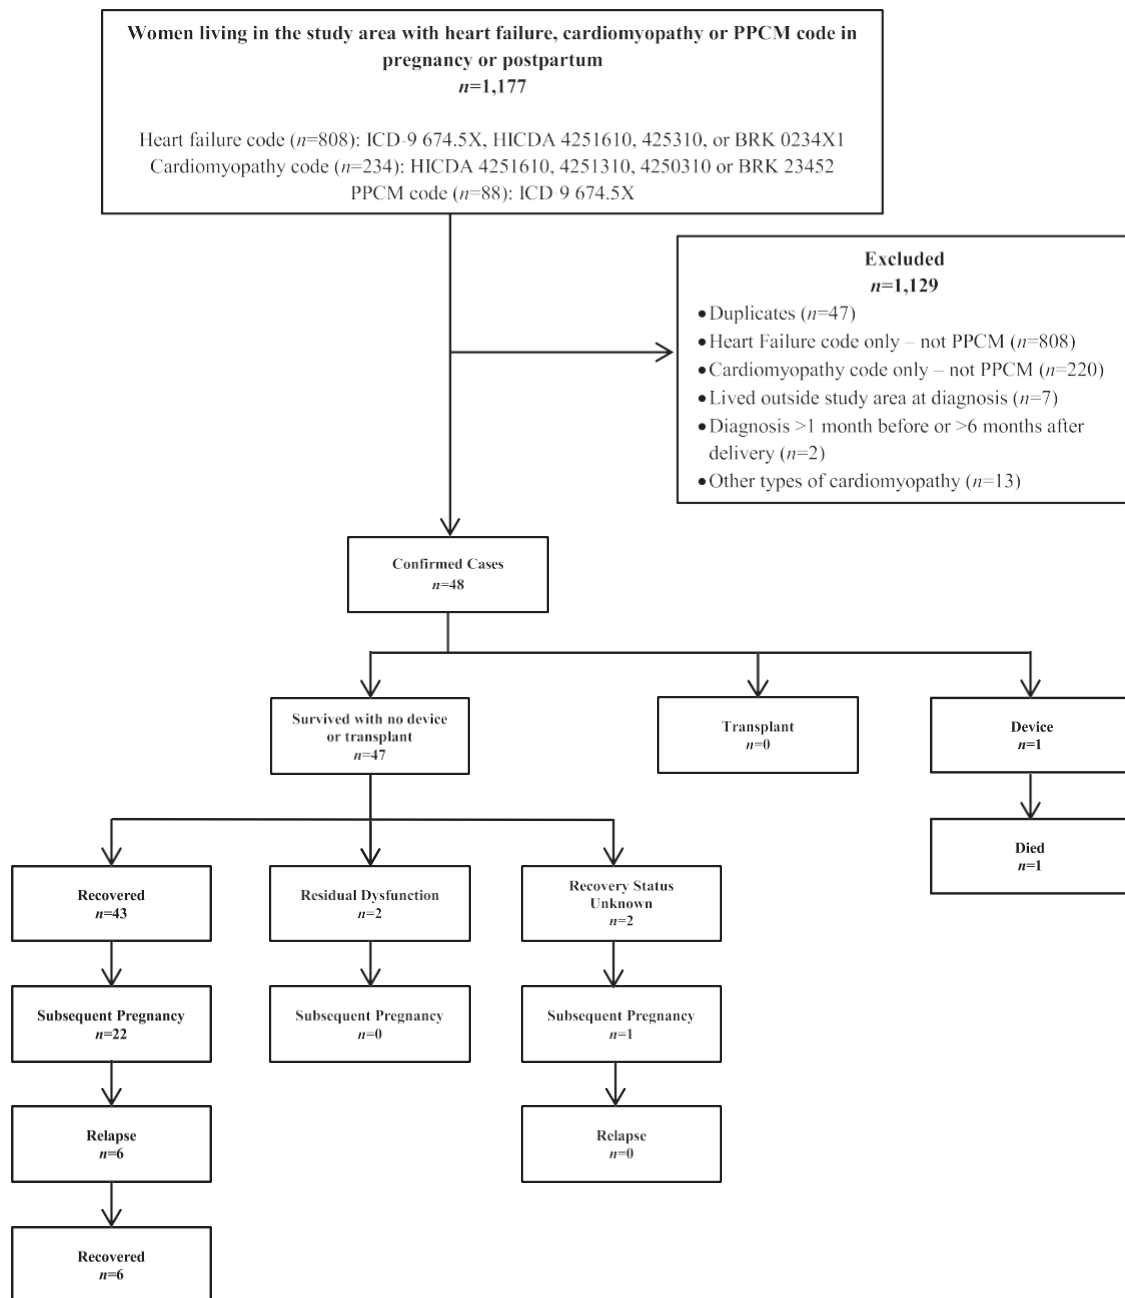 Women living in the study area with heart failure, cardiomyopathy or PPCM code in
pregnancy or postpartum
n=1,177
Heart failure code (n=808): ICD-9 674.5X, HICDA 4251610, 425310, or BRK 0234X1
Cardiomyopathy code (n=234): HICDA 4251610, 4251310, 4250310 or BRK 23452
PPCM code (n=88): ICD-9 674.5X
Excluded
n=1,129
•Duplicates (n=47)
•Heart Failure code only – not PPCM (n=808)
•Cardiomyopathy code only – not PPCM (n=220)
•Lived outside study area at diagnosis (n=7)
•Diagnosis >1 month before or >6 months after
delivery (n=2)
•Other types of cardiomyopathy (n=13)
Confirmed Cases
n=48
Survived with no device
or transplant
n=47
Transplant
n=0
Device
n=1
Died
n=1
Recovered
n=43
Residual Dysfunction
n=2
Recovery Status
Unknown
n=2
Subsequent Pregnancy
n=22
Subsequent Pregnancy
n=0
Subsequent Pregnancy
n=1
Relapse
n=6
Relapse
n=0
Recovered
n=6